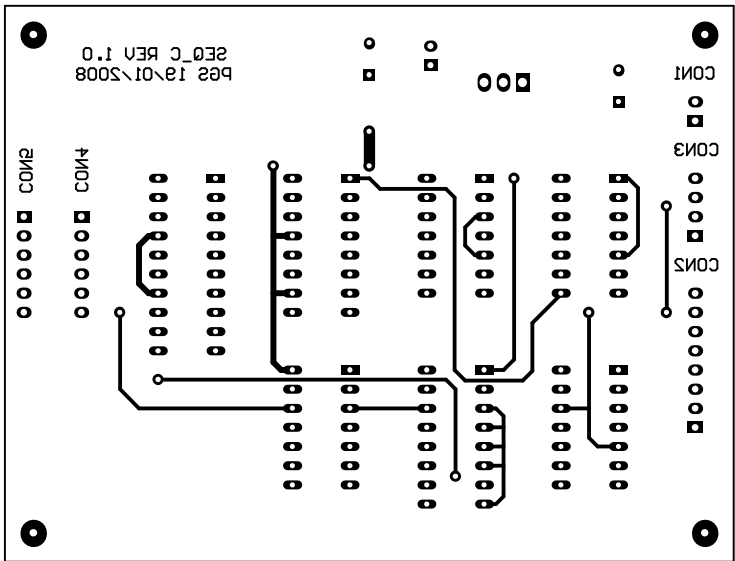 SEQ_C REV 1.0
PGS 19/01/2008
CON1
CON3
CON5
CON4
CON2